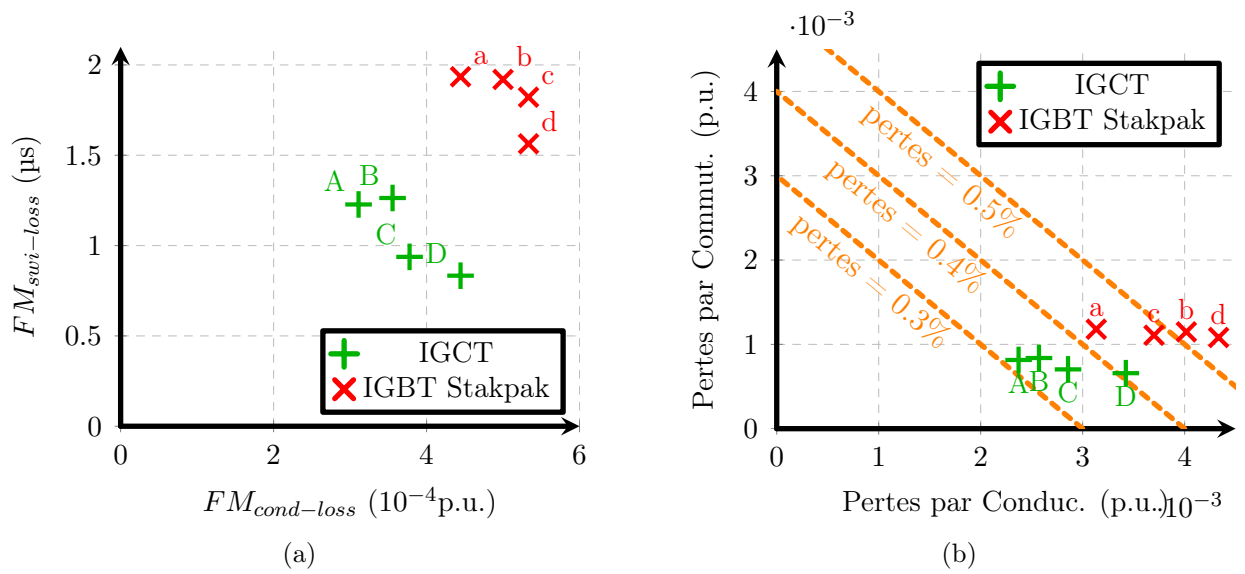 2
1.5
1
0.5
0
0
2
4
6
FM_{swi-loss} (µs)
FM_{cond-loss} (10^{-4}p.u.)
a
b
c
d
A
B
C
D
IGCT
IGBT Stakpak
(a)
·10^{-3}
4
3
2
1
0
0
1
2
3
4
Pertes par Commut. (p.u.)
Pertes par Conduc. (p.u.)
·10^{-3}
pertes = 0.5%
pertes = 0.4%
pertes = 0.3%
a
c
b
d
A
B
C
D
IGCT
IGBT Stakpak
(b)